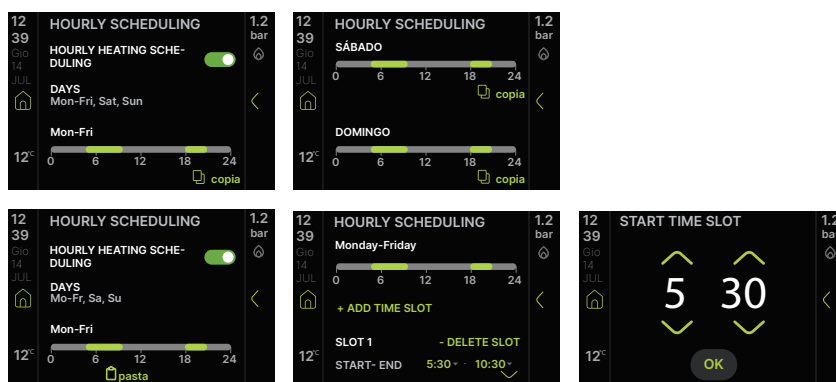 12
39
Gio
14
JUL
12°C
HOURLY SCHEDULING
HOURLY HEATING SCHE-
DULING
DAYS
Mon-Fri, Sat, Sun
Mon-Fri
0 6 12 18 24
copia
1.2
bar
12
39
Gio
14
JUL
12°C
HOURLY SCHEDULING
SÁBADO
0 6 12 18 24
copia
DOMINGO
0 6 12 18 24
copia
1.2
bar
12
39
Gio
14
JUL
12°C
HOURLY SCHEDULING
HOURLY HEATING SCHE-
DULING
DAYS
Mo-Fr, Sa, Su
Mon-Fri
0 6 12 18 24
pasta
1.2
bar
12
39
Gio
14
JUL
12°C
HOURLY SCHEDULING
Monday-Friday
0 6 12 18 24
+ ADD TIME SLOT
SLOT 1 - DELETE SLOT
START- END 5:30 - 10:30
1.2
bar
12
39
Gio
14
JUL
12°C
START TIME SLOT
5 30
OK
1.2
bar